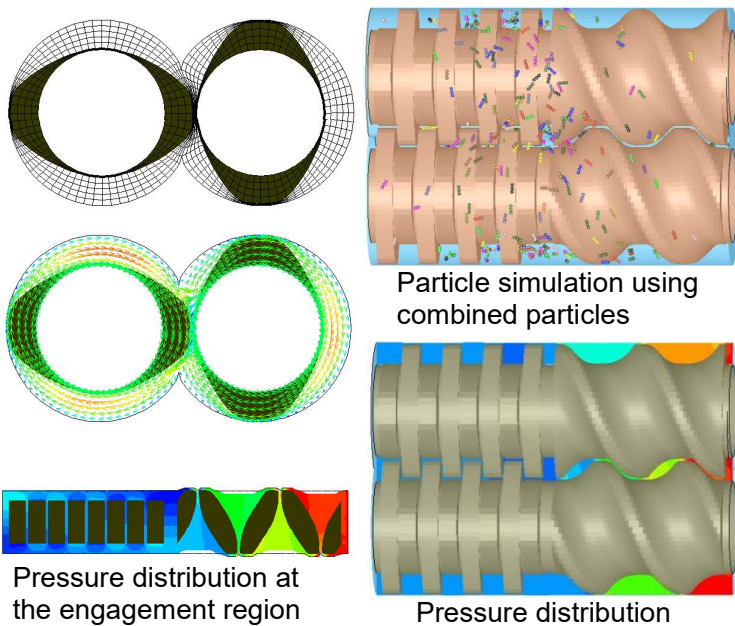 Particle simulation using
combined particles
Pressure distribution at
the engagement region
Pressure distribution